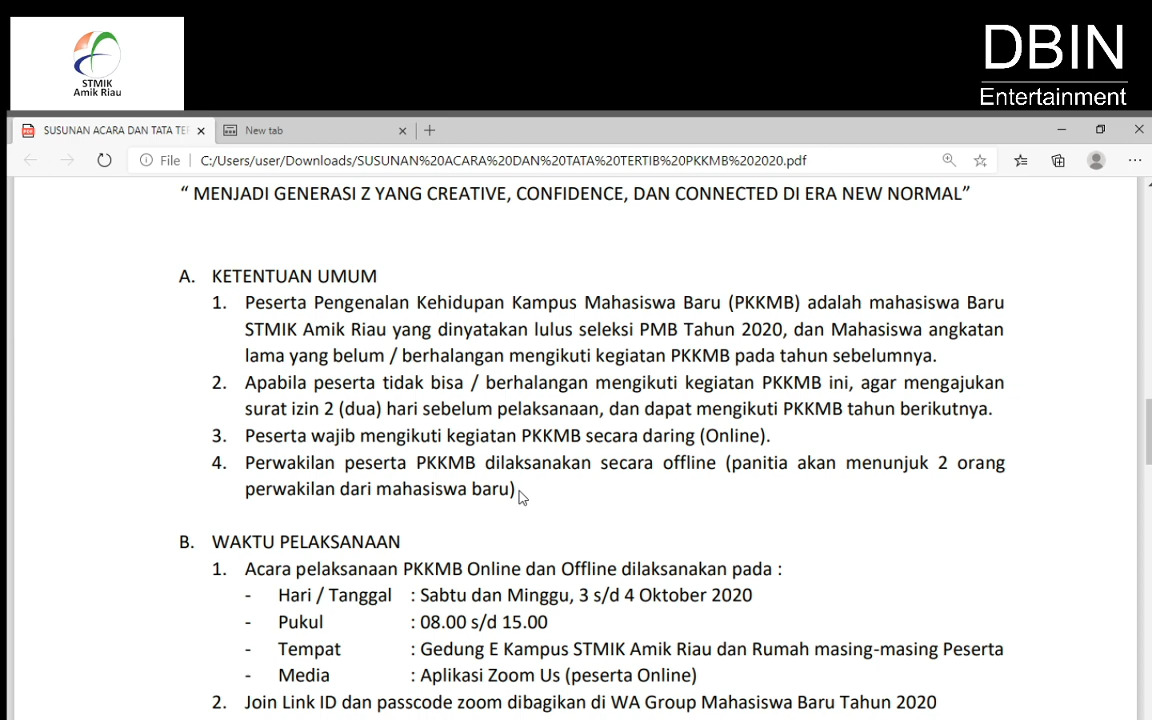 STMIK
Amik Riau
DBIN
Entertainment
SUSUNAN ACARA DAN TATA TER
New tab
File
C:/Users/user/Downloads/SUSUNAN%20ACARA%20DAN%20TATA%20TERTIB%20PKKMB%202020.pdf
“ MENJADI GENERASI Z YANG CREATIVE, CONFIDENCE, DAN CONNECTED DI ERA NEW NORMAL”
A. KETENTUAN UMUM
1. Peserta Pengenalan Kehidupan Kampus Mahasiswa Baru (PKKMB) adalah mahasiswa Baru
STMIK Amik Riau yang dinyatakan lulus seleksi PMB Tahun 2020, dan Mahasiswa angkatan
lama yang belum / berhalangan mengikuti kegiatan PKKMB pada tahun sebelumnya.
2. Apabila peserta tidak bisa / berhalangan mengikuti kegiatan PKKMB ini, agar mengajukan
surat izin 2 (dua) hari sebelum pelaksanaan, dan dapat mengikuti PKKMB tahun berikutnya.
3. Peserta wajib mengikuti kegiatan PKKMB secara daring (Online).
4. Perwakilan peserta PKKMB dilaksanakan secara offline (panitia akan menunjuk 2 orang
perwakilan dari mahasiswa baru)
B. WAKTU PELAKSANAAN
1. Acara pelaksanaan PKKMB Online dan Offline dilaksanakan pada :
- Hari / Tanggal : Sabtu dan Minggu, 3 s/d 4 Oktober 2020
- Pukul : 08.00 s/d 15.00
- Tempat : Gedung E Kampus STMIK Amik Riau dan Rumah masing-masing Peserta
- Media : Aplikasi Zoom Us (peserta Online)
2. Join Link ID dan passcode zoom dibagikan di WA Group Mahasiswa Baru Tahun 2020